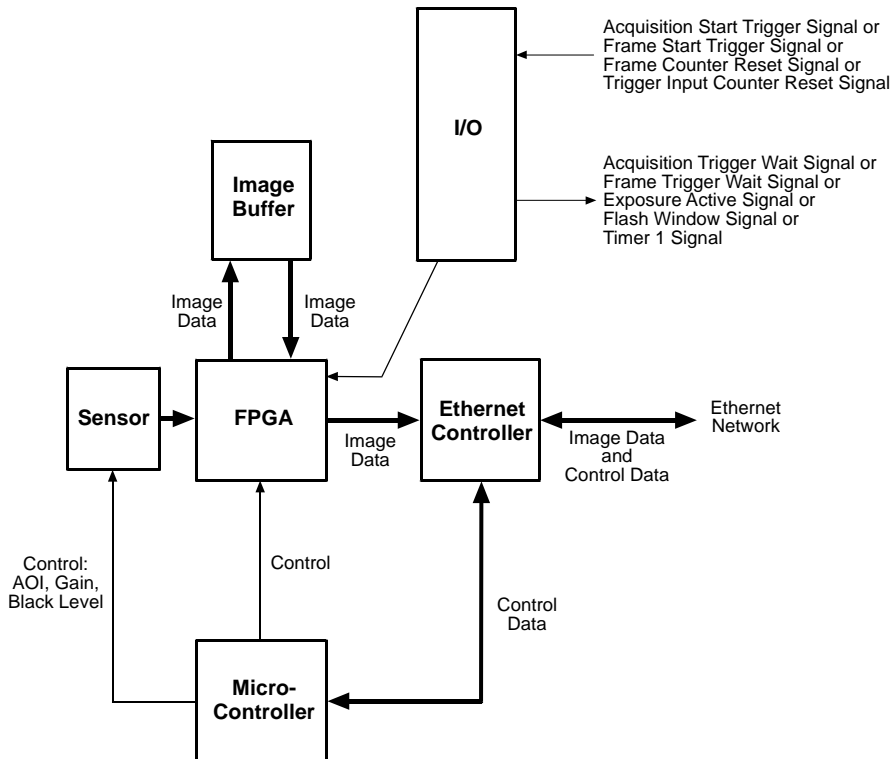 Acquisition Start Trigger Signal or
Frame Start Trigger Signal or
Frame Counter Reset Signal or
Trigger Input Counter Reset Signal
I/O
Acquisition Trigger Wait Signal or
Frame Trigger Wait Signal or
Exposure Active Signal or
Flash Window Signal or
Timer 1 Signal
Image
Buffer
Image
Data
Image
Data
Sensor
FPGA
Image
Data
Ethernet
Controller
Image Data
and
Control Data
Ethernet
Network
Control:
AOI, Gain,
Black Level
Control
Control
Data
Micro-
Controller